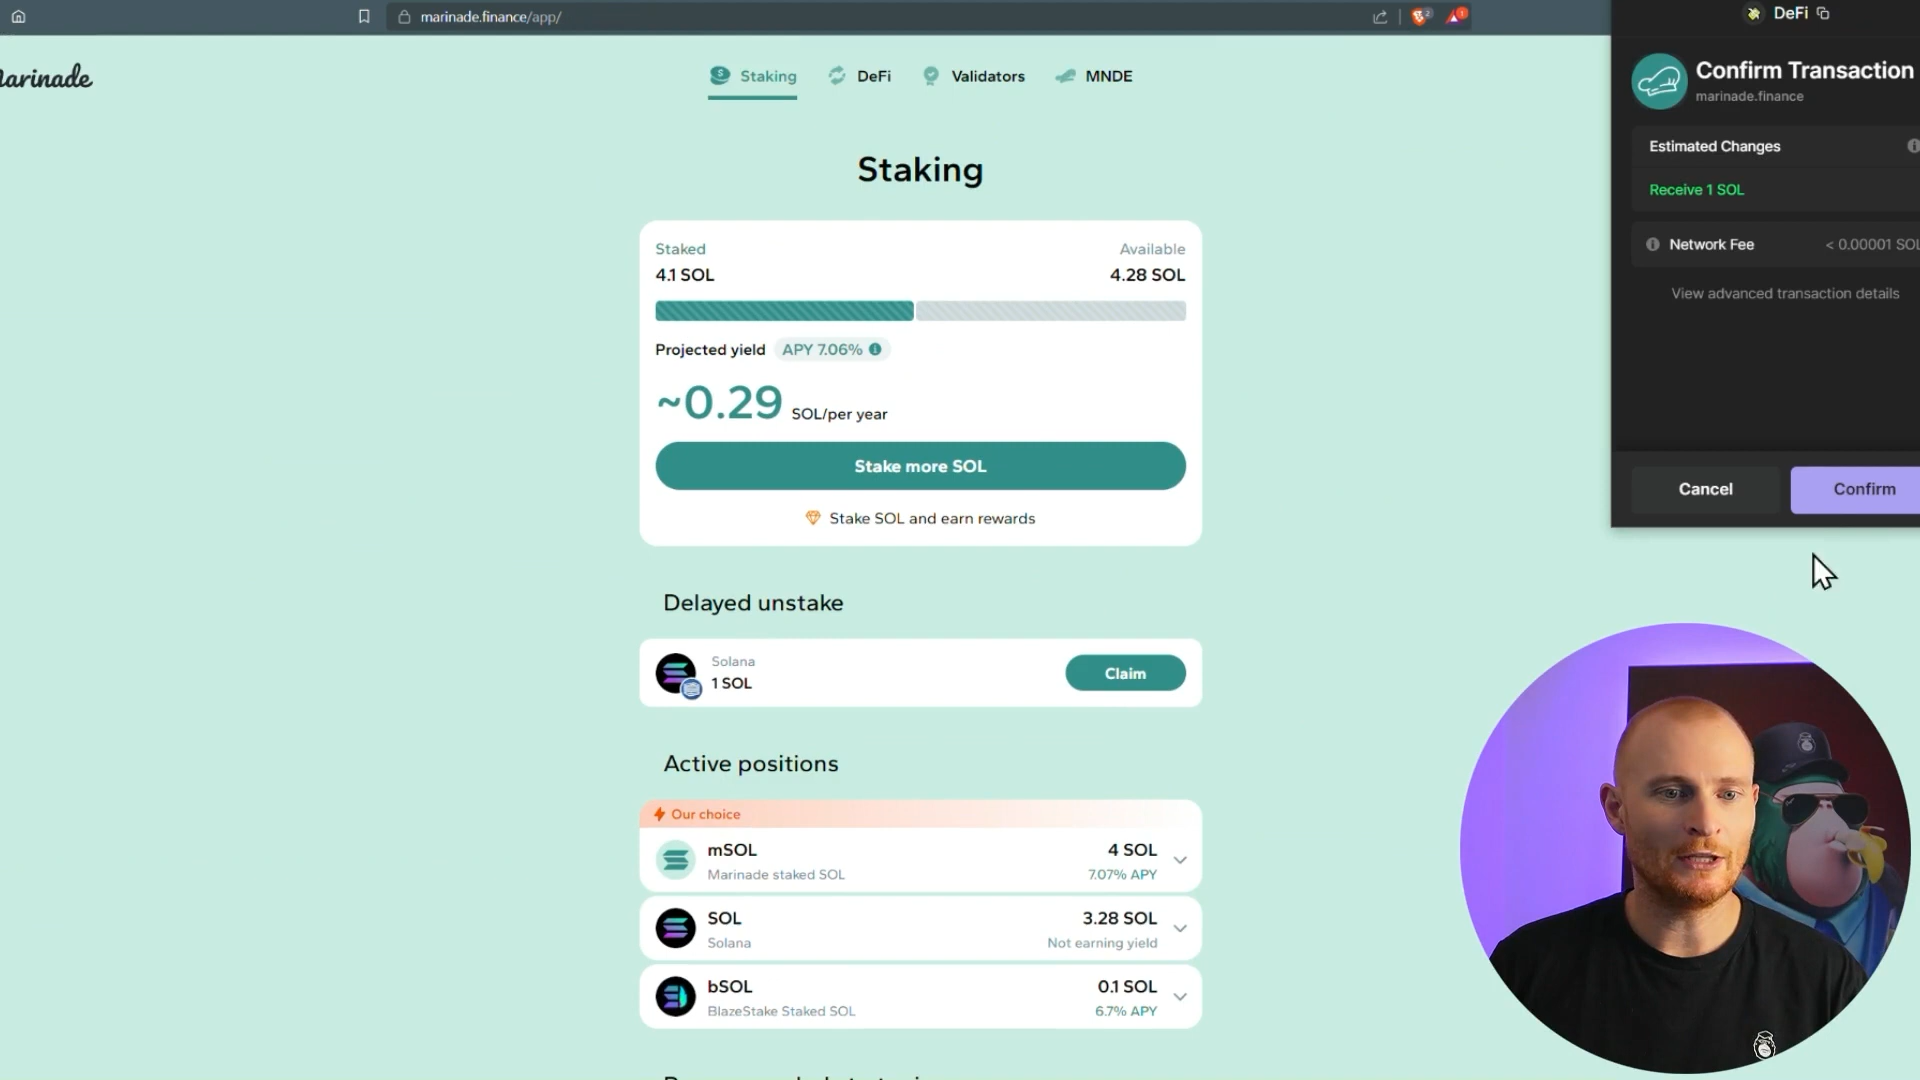 marinade.finance/app/
2
1
DeFi
arinade
Staking
DeFi
Validators
MNDE
Confirm Transaction
marinade.finance
Estimated Changes
Receive 1 SOL
Network Fee
< 0.00001 SOL
View advanced transaction details
Cancel
Confirm
Staking
Staked
Available
4.1 SOL
4.28 SOL
Projected yield
APY 7.06%
~0.29 SOL/per year
Stake more SOL
Stake SOL and earn rewards
Delayed unstake
Solana
1 SOL
Claim
Active positions
Our choice
mSOL
4 SOL
Marinade staked SOL
7.07% APY
SOL
3.28 SOL
Solana
Not earning yield
bSOL
0.1 SOL
BlazeStake Staked SOL
6.7% APY